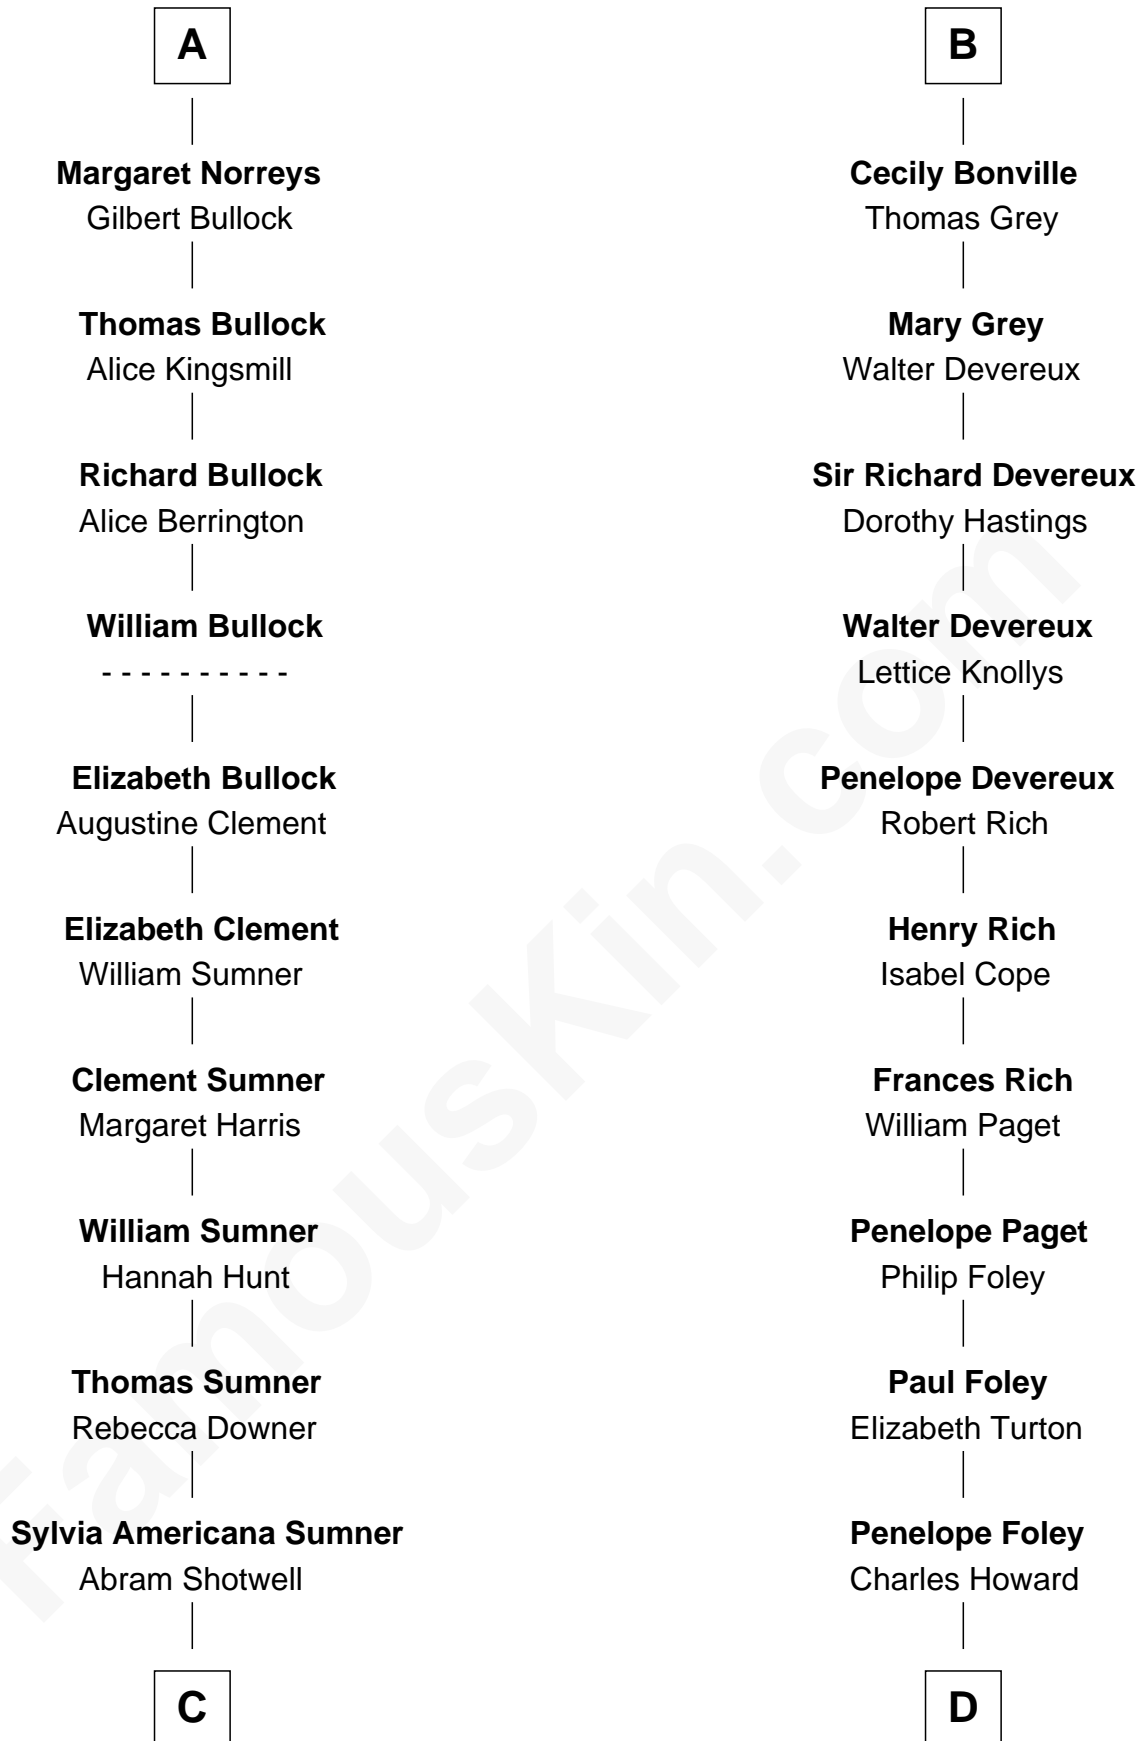 A
Margaret Norreys
Gilbert Bullock
Thomas Bullock
Alice Kingsmill
Richard Bullock
Alice Berrington
William Bullock
- - - - - - - - - -
Elizabeth Bullock
Augustine Clement
Elizabeth Clement
William Sumner
Clement Sumner
Margaret Harris
William Sumner
Hannah Hunt
Thomas Sumner
Rebecca Downer
Sylvia Americana Sumner
Abram Shotwell
C
B
Cecily Bonville
Thomas Grey
Mary Grey
Walter Devereux
Sir Richard Devereux
Dorothy Hastings
Walter Devereux
Lettice Knollys
Penelope Devereux
Robert Rich
Henry Rich
Isabel Cope
Frances Rich
William Paget
Penelope Paget
Philip Foley
Paul Foley
Elizabeth Turton
Penelope Foley
Charles Howard
D
FamousKin.com